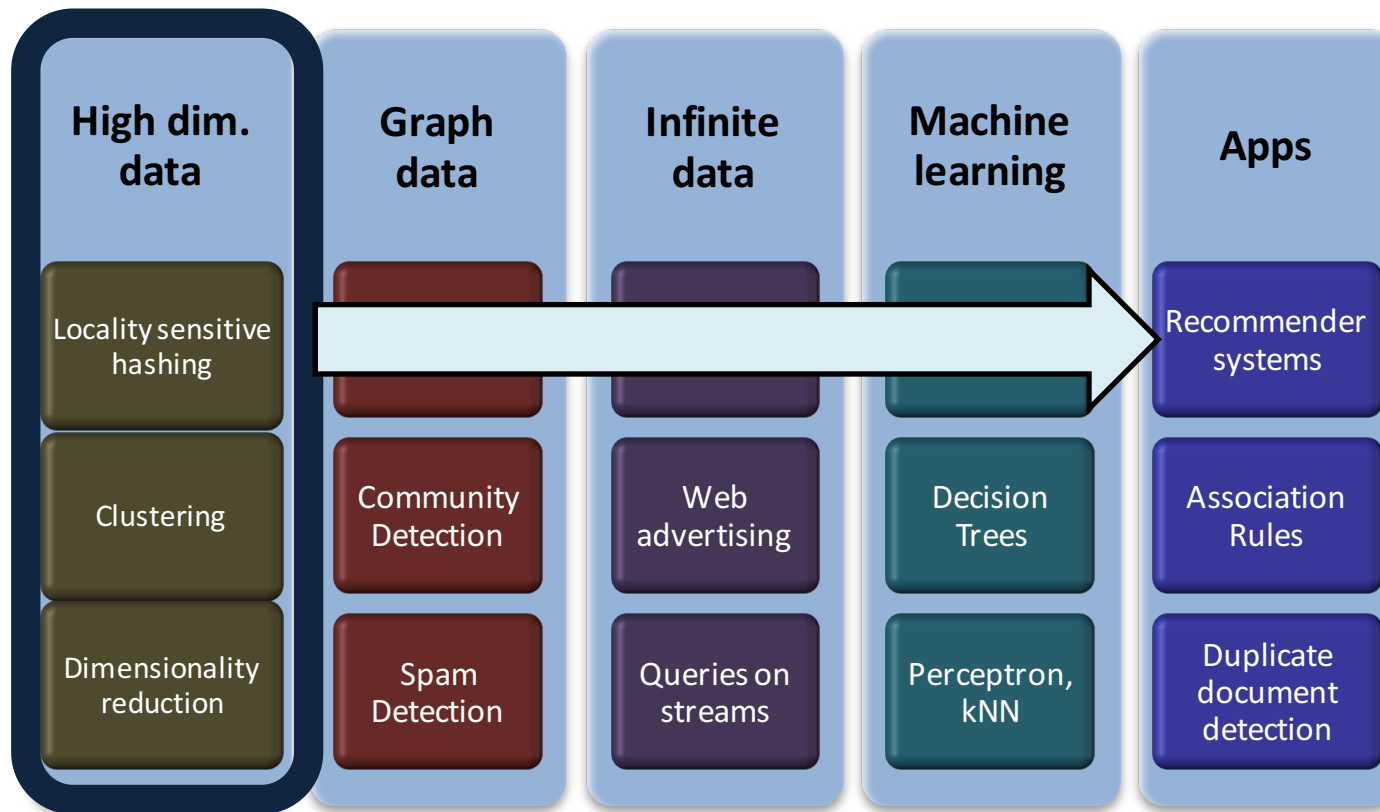 High dim.
data
Locality sensitive
hashing
Clustering
Dimensionality
reduction
Graph
data
Community
Detection
Spam
Detection
Infinite
data
Web
advertising
Queries on
streams
Machine
learning
Decision
Trees
Perceptron,
kNN
Apps
Recommender
systems
Association
Rules
Duplicate
document
detection